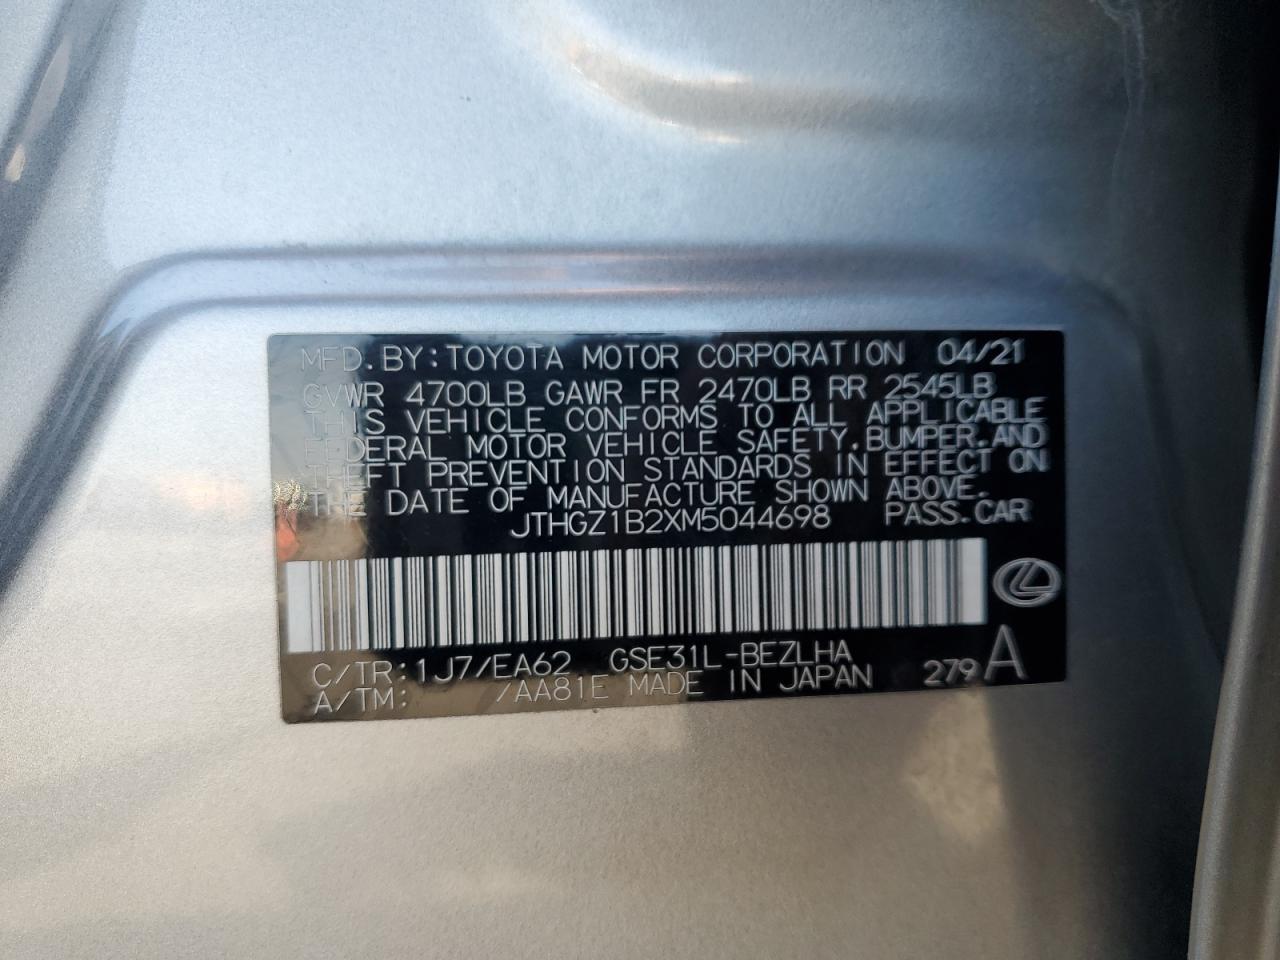 MFD.BY:TOYOTA MOTOR CORPORATION 04/21
GVWR 4700LB GAWR FR 2470LB RR 2545LB
THIS VEHICLE CONFORMS TO ALL APPLICABLE
FEDERAL MOTOR VEHICLE SAFETY,BUMPER,AND
THEFT PREVENTION STANDARDS IN EFFECT ON
THE DATE OF MANUFACTURE SHOWN ABOVE.
JTHGZ1B2XM5044698 PASS.CAR
C/TR:1J7/EA62 GSE31L-BEZLHA
A/TM: /AA81E MADE IN JAPAN 279 A